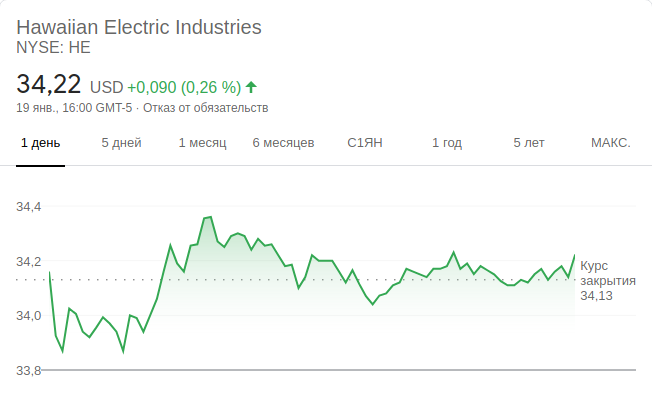 Hawaiian Electric Industries
NYSE: HE
34,22 USD +0,090 (0,26 %)
19 янв., 16:00 GMT-5 · Отказ от обязательств
1 день 5 дней 1 месяц 6 месяцев С1ЯН 1 год 5 лет МАКС.
34,4
34,2
34,0
33,8
Курс
закрытия
34,13